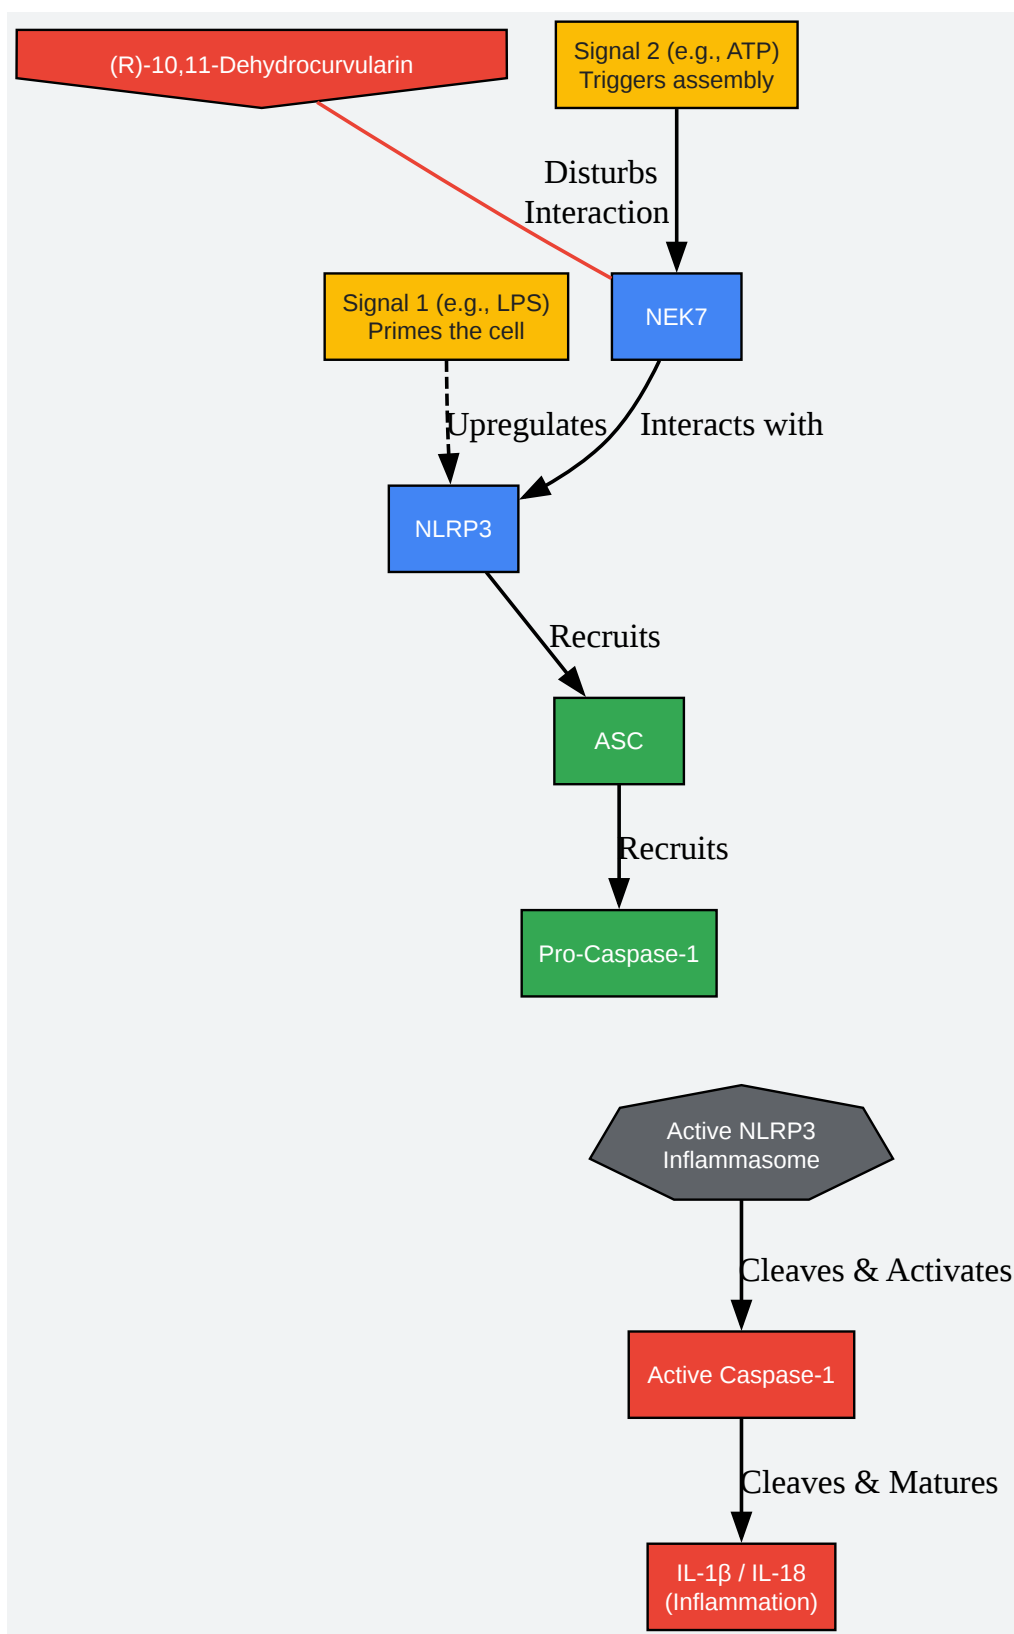 (R)-10,11-Dehydrocurvularin
Signal 2 (e.g., ATP)
Triggers assembly
Disturbs
Interaction
Signal 1 (e.g., LPS)
Primes the cell
NEK7
Upregulates
Interacts with
NLRP3
Recruits
ASC
Recruits
Pro-Caspase-1
Active NLRP3
Inflammasome
Cleaves & Activates
Active Caspase-1
Cleaves & Matures
IL-1β / IL-18
(Inflammation)